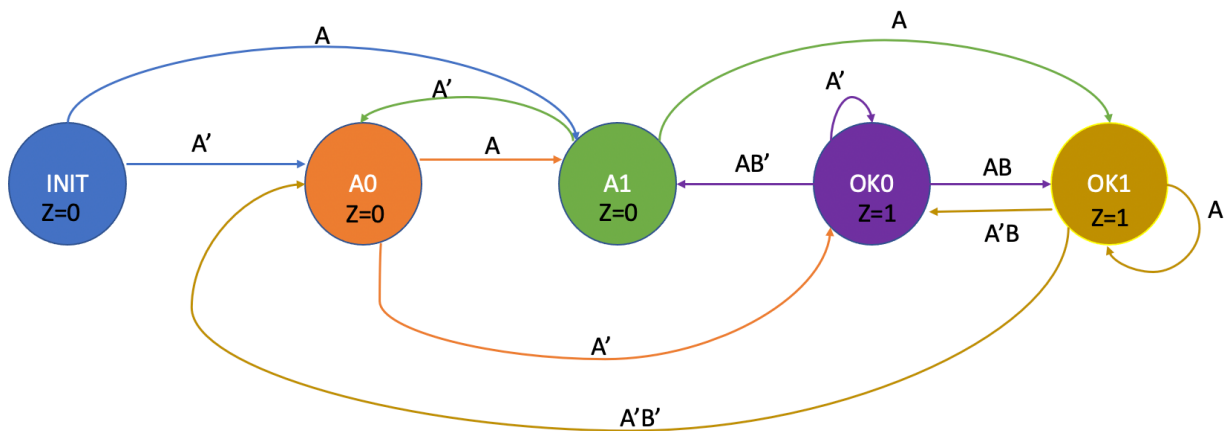 A
A
A'
A'
A'
A
AB'
AB
INIT
Z=0
A0
Z=0
A1
Z=0
OK0
Z=1
OK1
Z=1
A
A’B
A’
A’B’